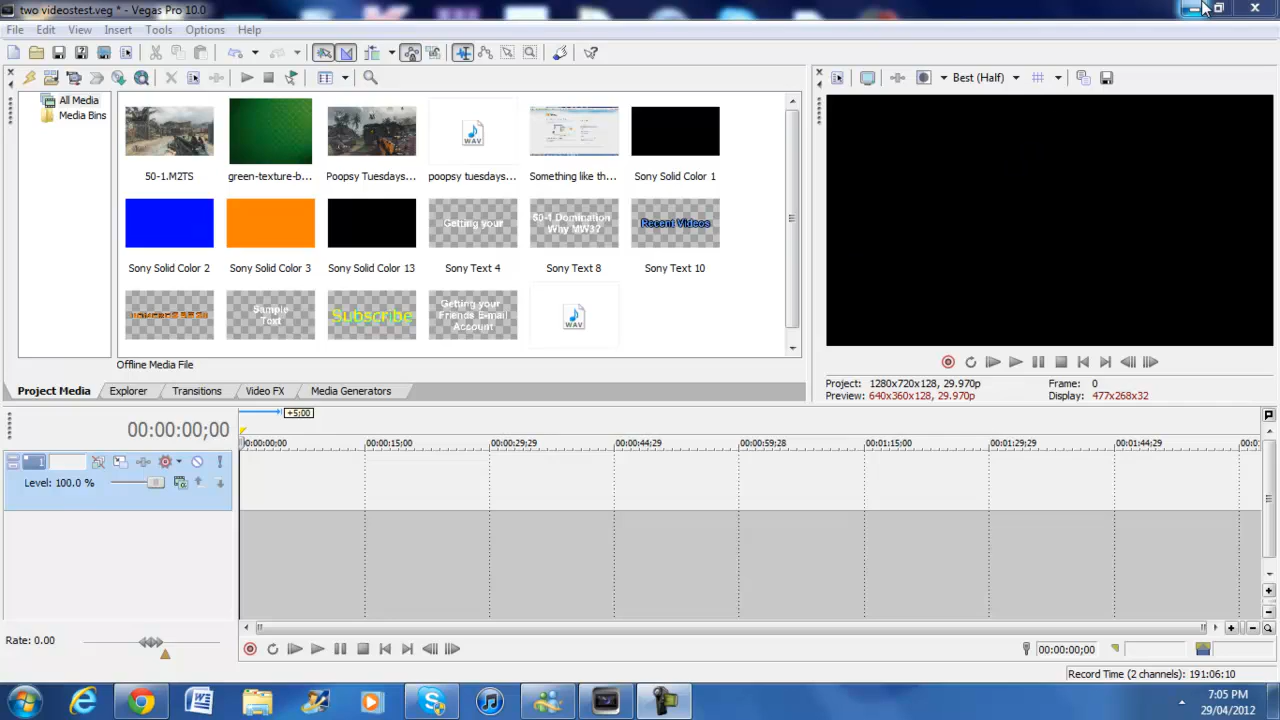 two videostest.veg * - Vegas Pro 10.0
File Edit View Insert Tools Options Help
Best (Half)
All Media
Media Bins
WAV
50-1.M2TS green-texture-b... Poopsy Tuesdays... poopsy tuesdays... Something like th... Sony Solid Color 1
Getting your
50-1 Domination
Why MW3?
Recent Videos
Sony Solid Color 2 Sony Solid Color 3 Sony Solid Color 13 Sony Text 4 Sony Text 8 Sony Text 10
Sample
Text
Subscribe
Getting your
Friends E-mail
Account
WAV
Offline Media File
Project Media Explorer Transitions Video FX Media Generators
Project: 1280x720x128, 29.970p Frame: 0
Preview: 640x360x128, 29.970p Display: 477x268x32
+5;00
00:00:00;00
00:00:00;00 00:00:15;00 00:00:29;29 00:00:44;29 00:00:59;28 00:01:15;00 00:01:29;29 00:01:44;29 00:0
1
Level: 100.0 %
Rate: 0.00
00:00:00;00
Record Time (2 channels): 191:06:10
7:05 PM
29/04/2012